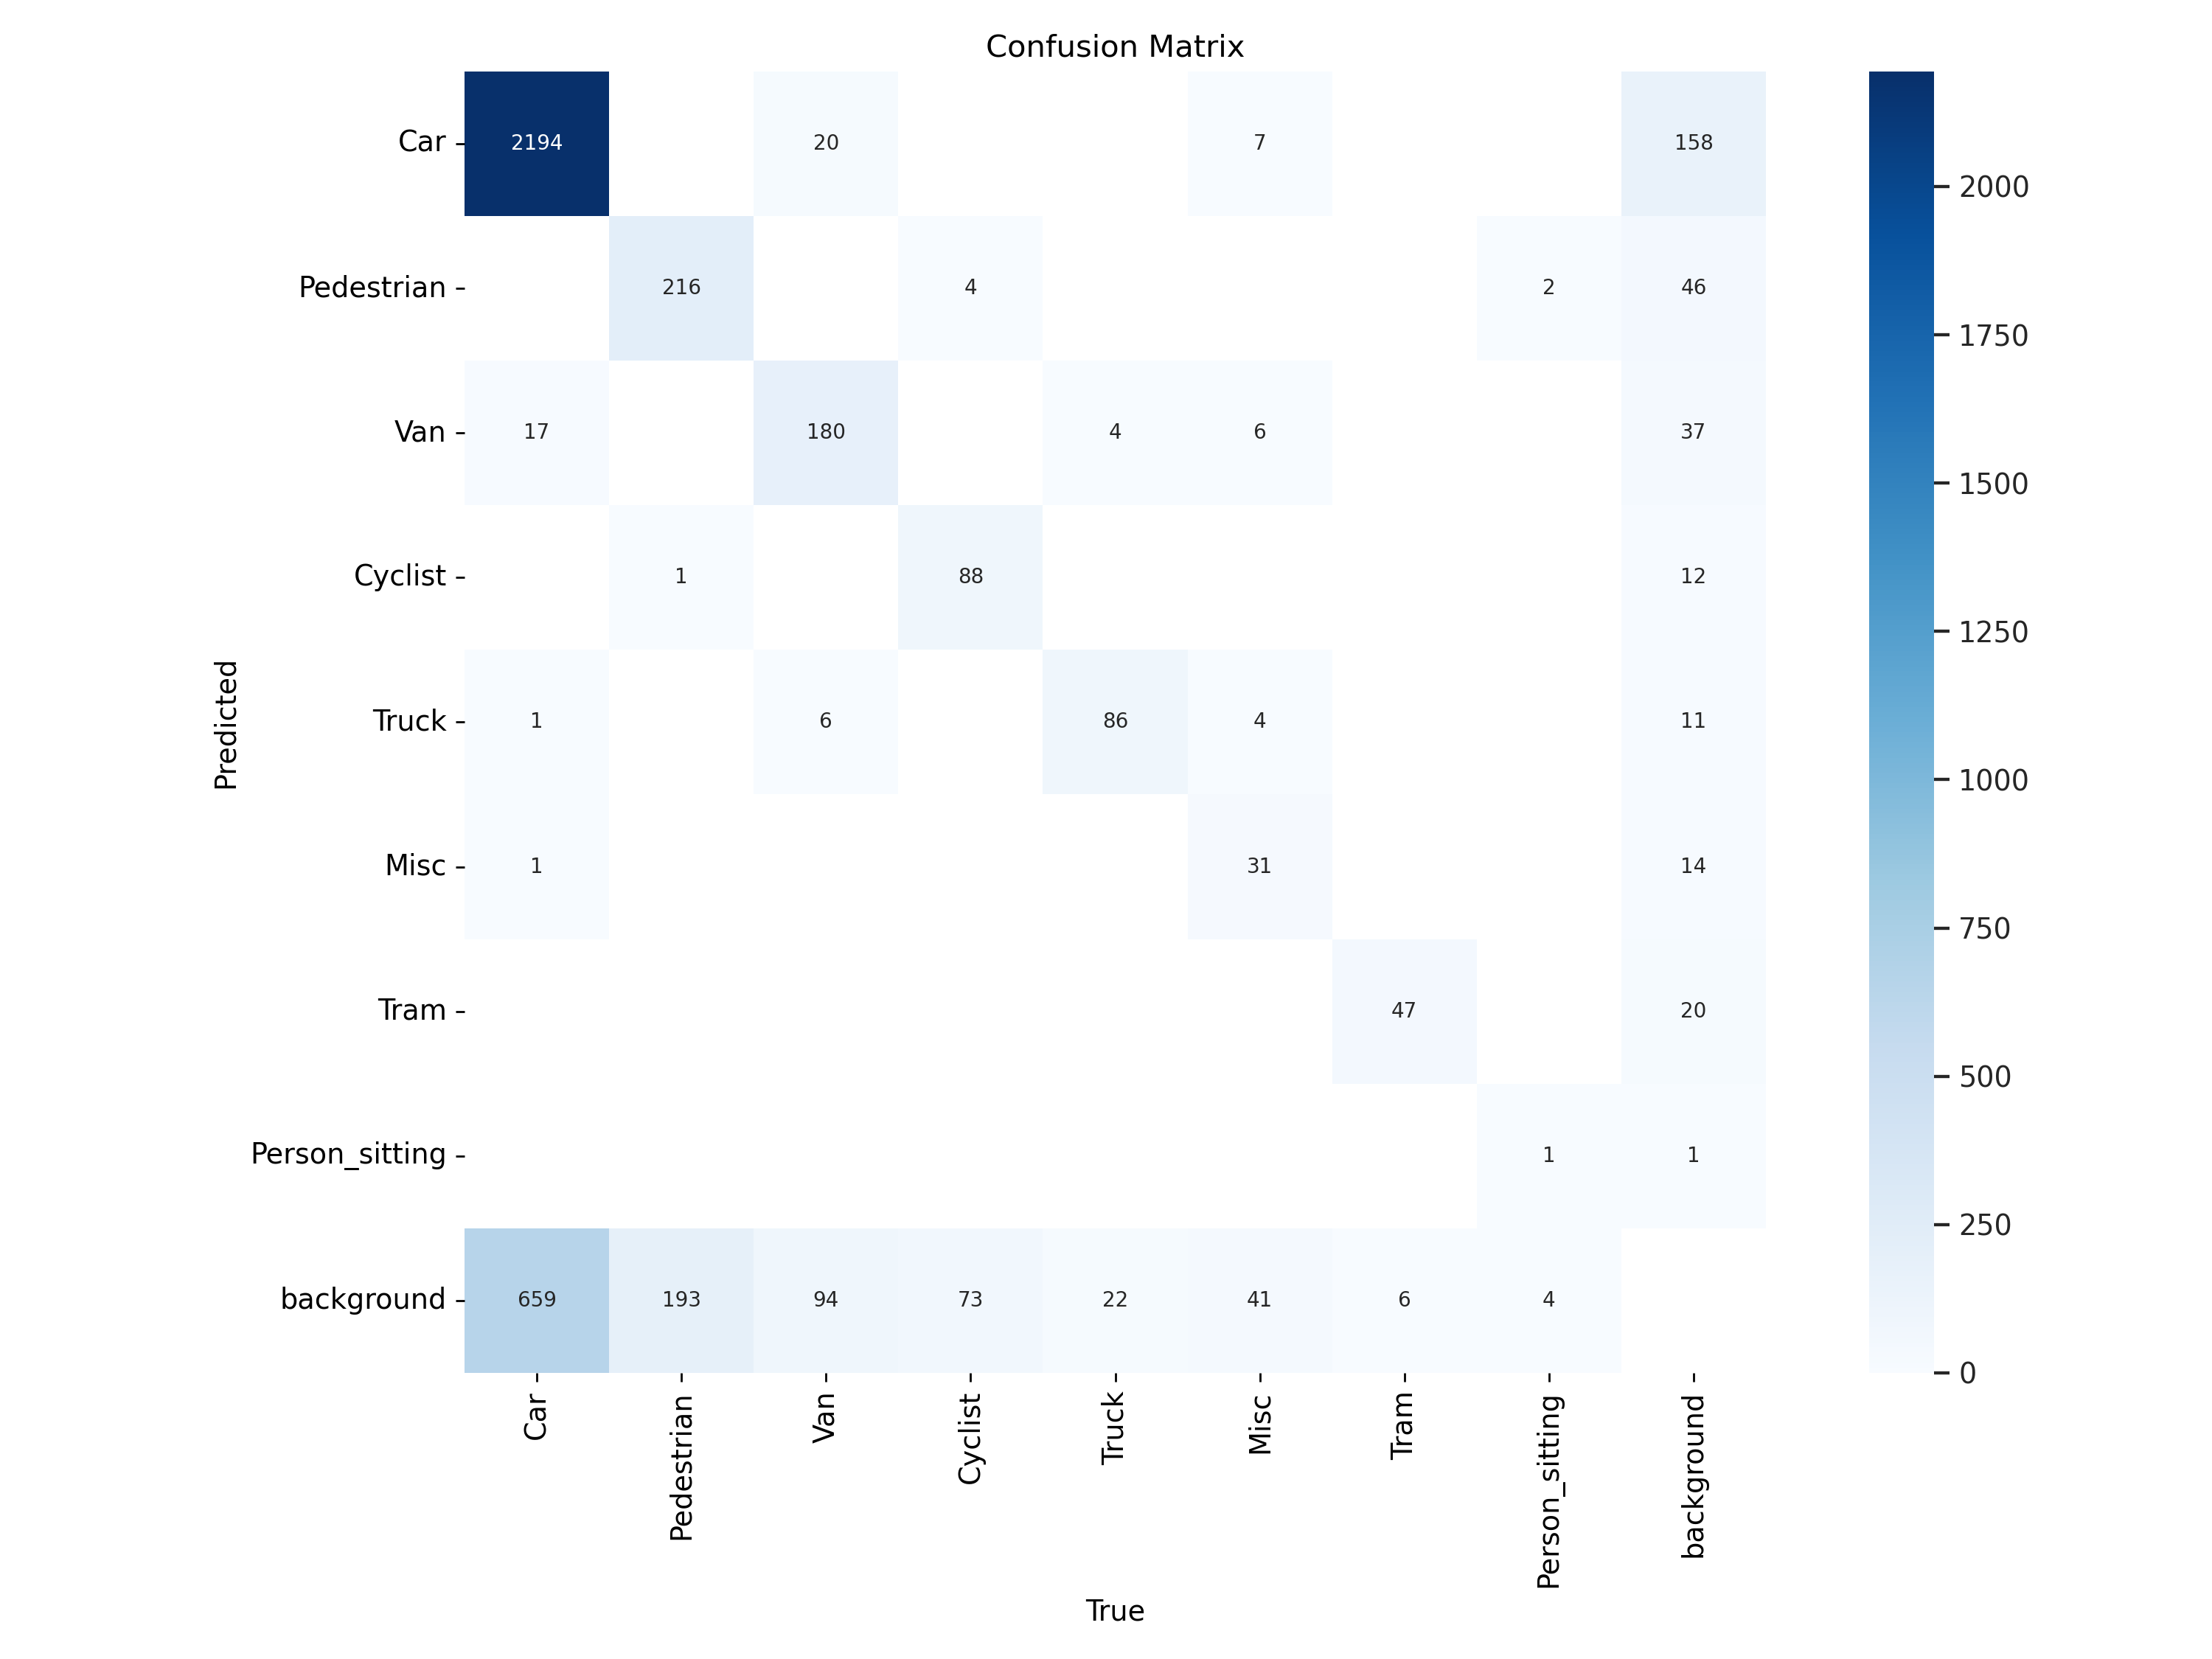 Confusion Matrix
Car 2194 20 7 158
Pedestrian 216 4 2 46
Van 17 180 4 6 37
Cyclist 1 88 12
Truck 1 6 86 4 11
Misc 1 31 14
Tram 47 20
Person_sitting 1 1
background 659 193 94 73 22 41 6 4
Predicted
Car Pedestrian Van Cyclist Truck Misc Tram Person_sitting background
True
2000
1750
1500
1250
1000
750
500
250
0